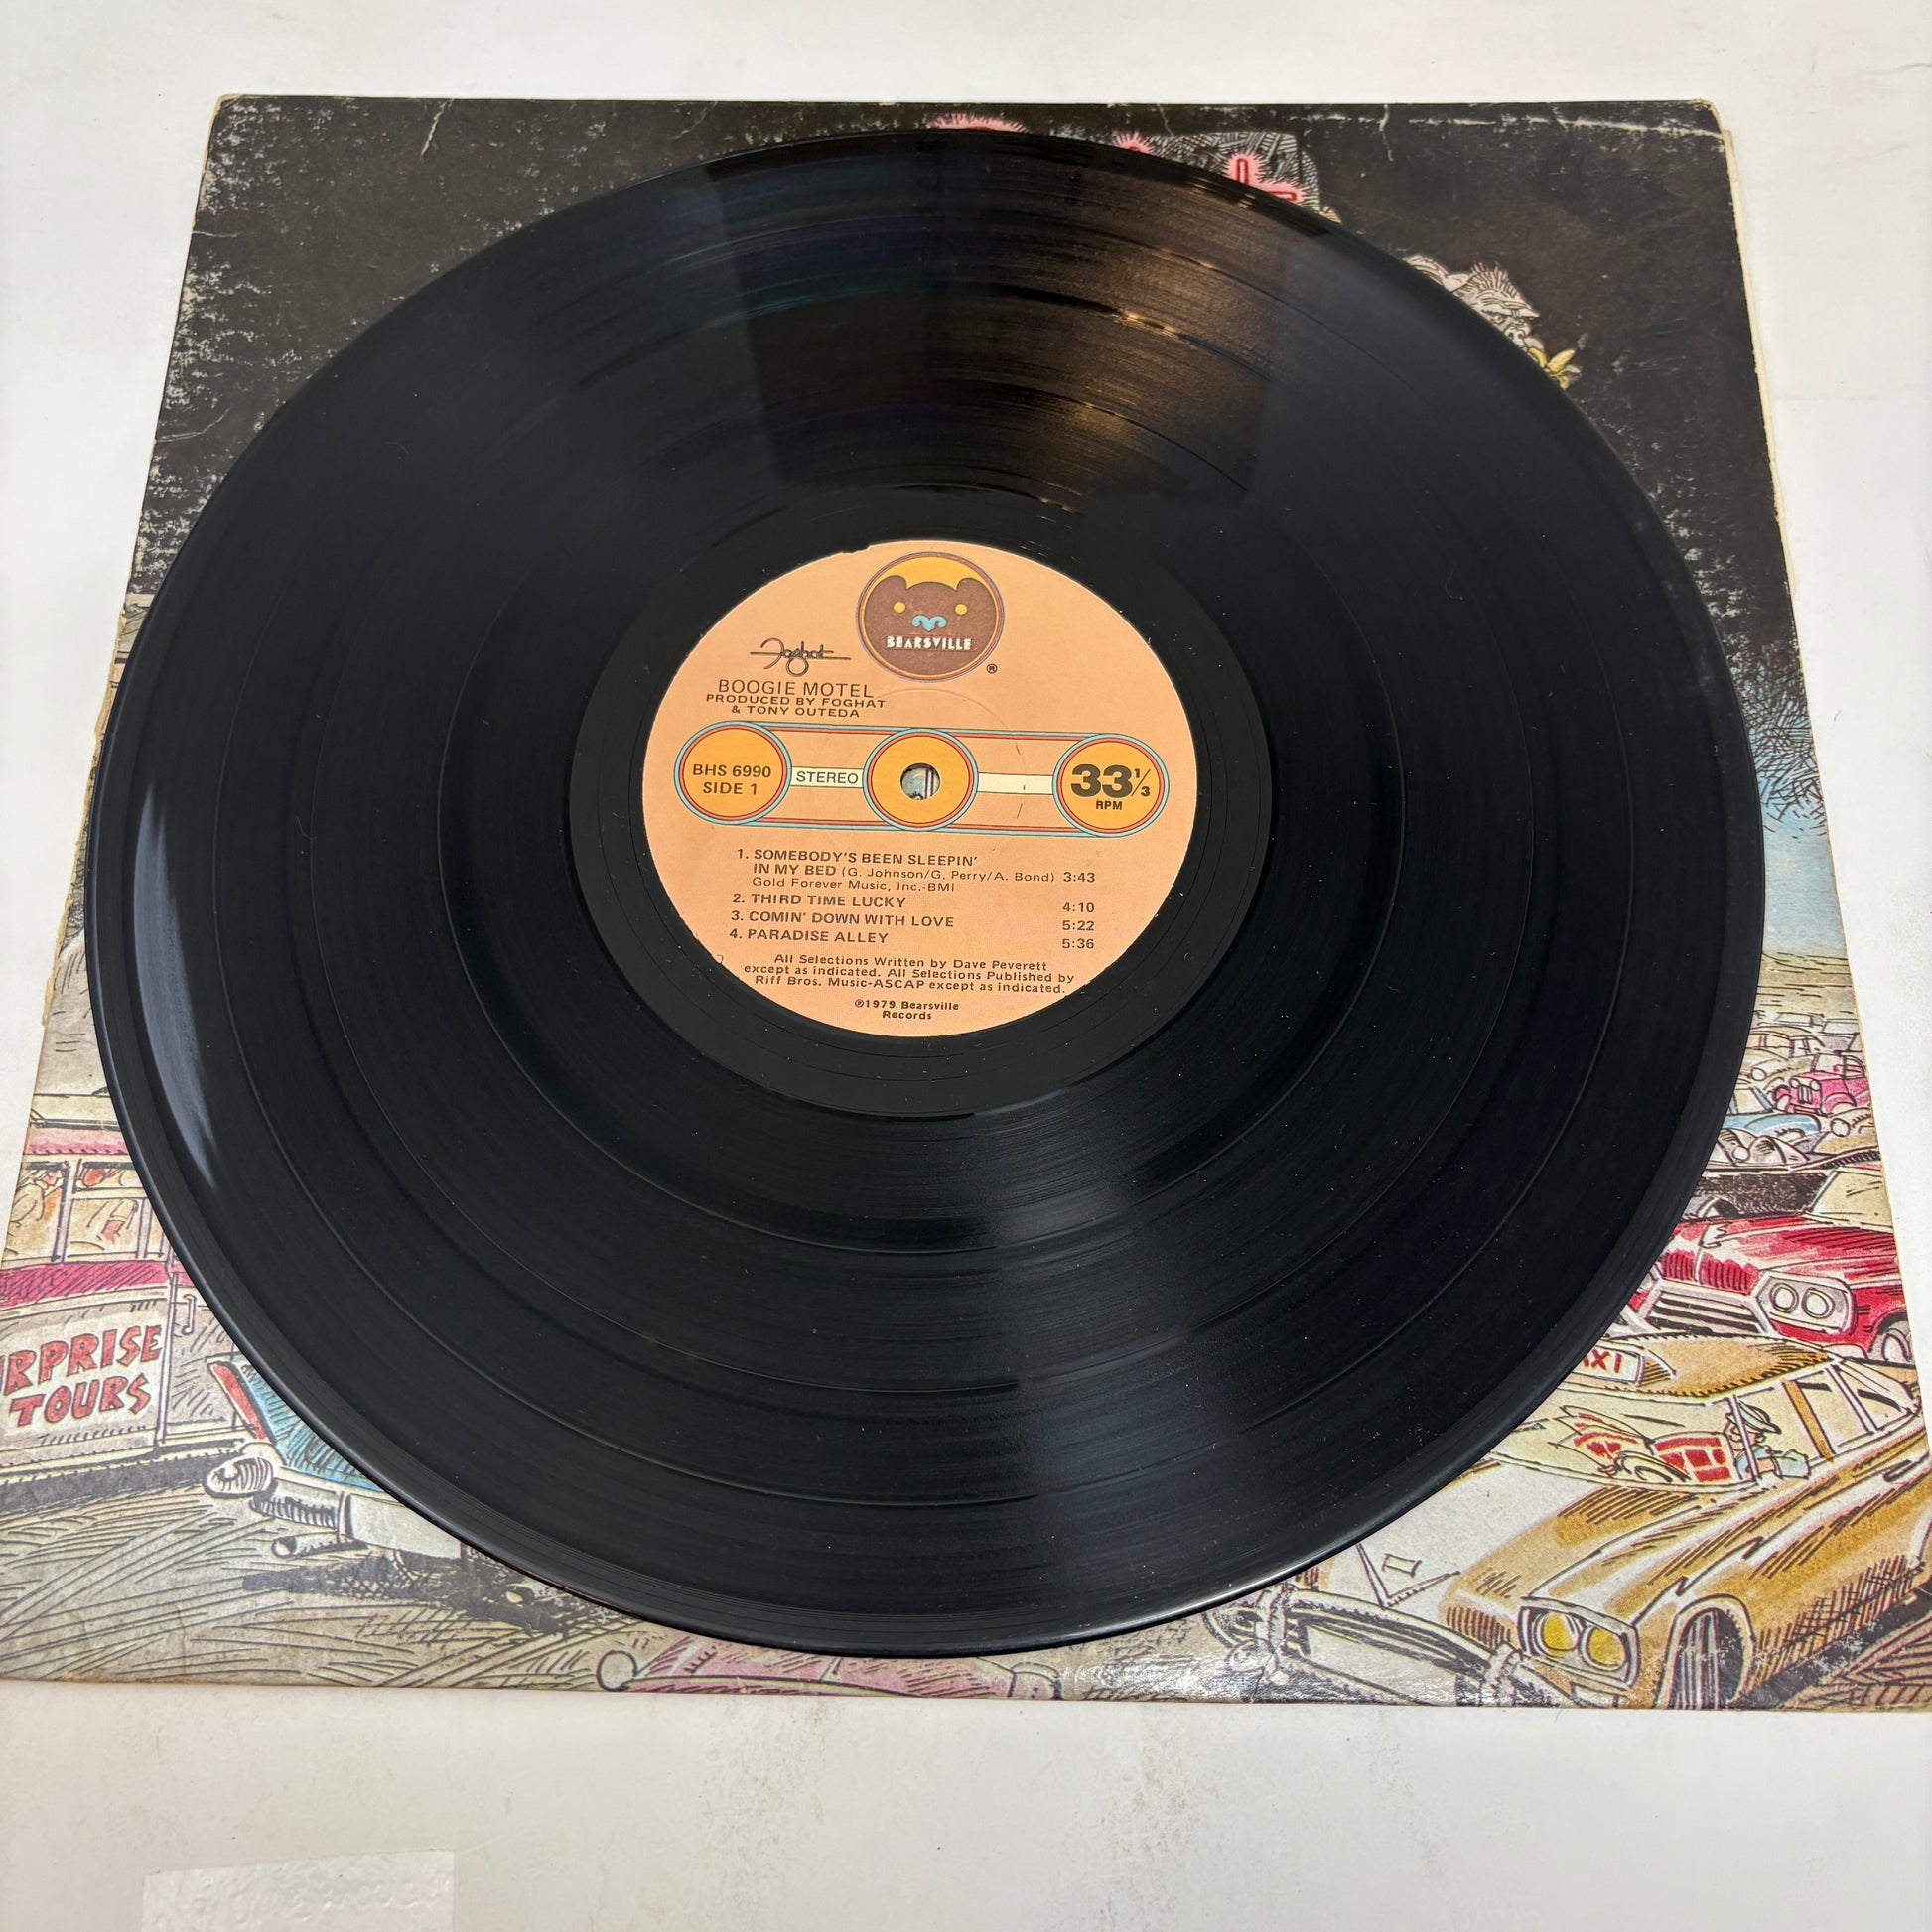 BEARSVILLE
®
Foghat
BOOGIE MOTEL
PRODUCED BY FOGHAT
& TONY OUTEDA
BHS 6990
SIDE 1
STEREO
33 1/3
RPM
1. SOMEBODY'S BEEN SLEEPIN'
IN MY BED (G. Johnson/G. Perry/A. Bond) 3:43
Gold Forever Music, Inc.-BMI
2. THIRD TIME LUCKY 4:10
3. COMIN' DOWN WITH LOVE 5:22
4. PARADISE ALLEY 5:36
All Selections Written by Dave Peverett
except as indicated. All Selections Published by
Riff Bros. Music-ASCAP except as indicated.
℗1979 Bearsville
Records
RPRISE
TOURS
AXI